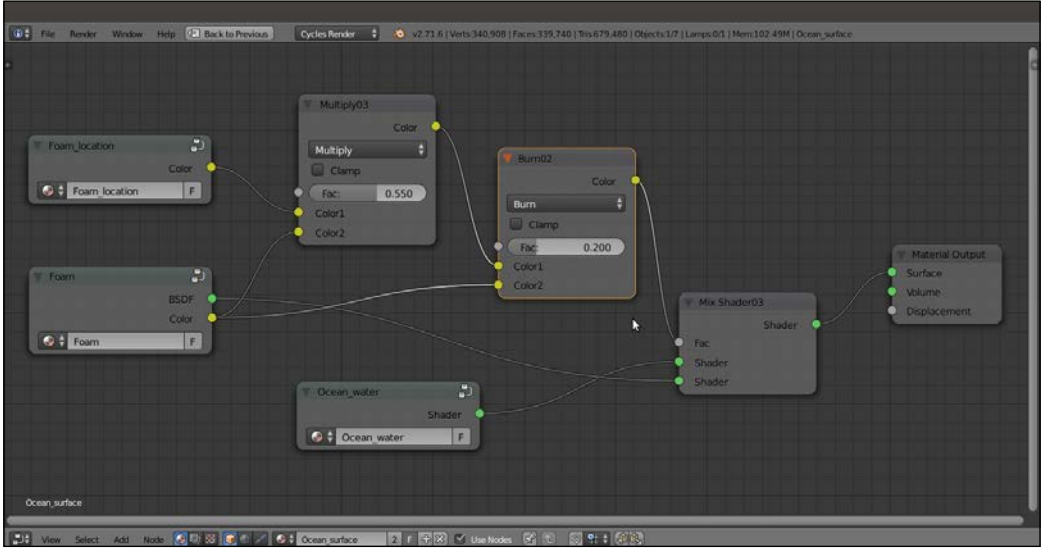 File Render Window Help Back to Previous Cycles Render v2.71.6 | Verts:340,908 | Faces:339,740 | Tris:679,480 | Objects:1/7 | Lamps:0/1 | Mem:102.49M | Ocean_surface
Multiply03
Color
Multiply
Clamp
Fac: 0.550
Color1
Color2
Foam_location
Color
Foam_location F
Burn02
Color
Burn
Clamp
Fac: 0.200
Color1
Color2
Foam
BSDF
Color
Foam F
Material Output
Surface
Volume
Displacement
Mix Shader03
Shader
Fac
Shader
Shader
Ocean_water
Shader
Ocean_water F
Ocean_surface
View Select Add Node Ocean_surface 2 F Use Nodes